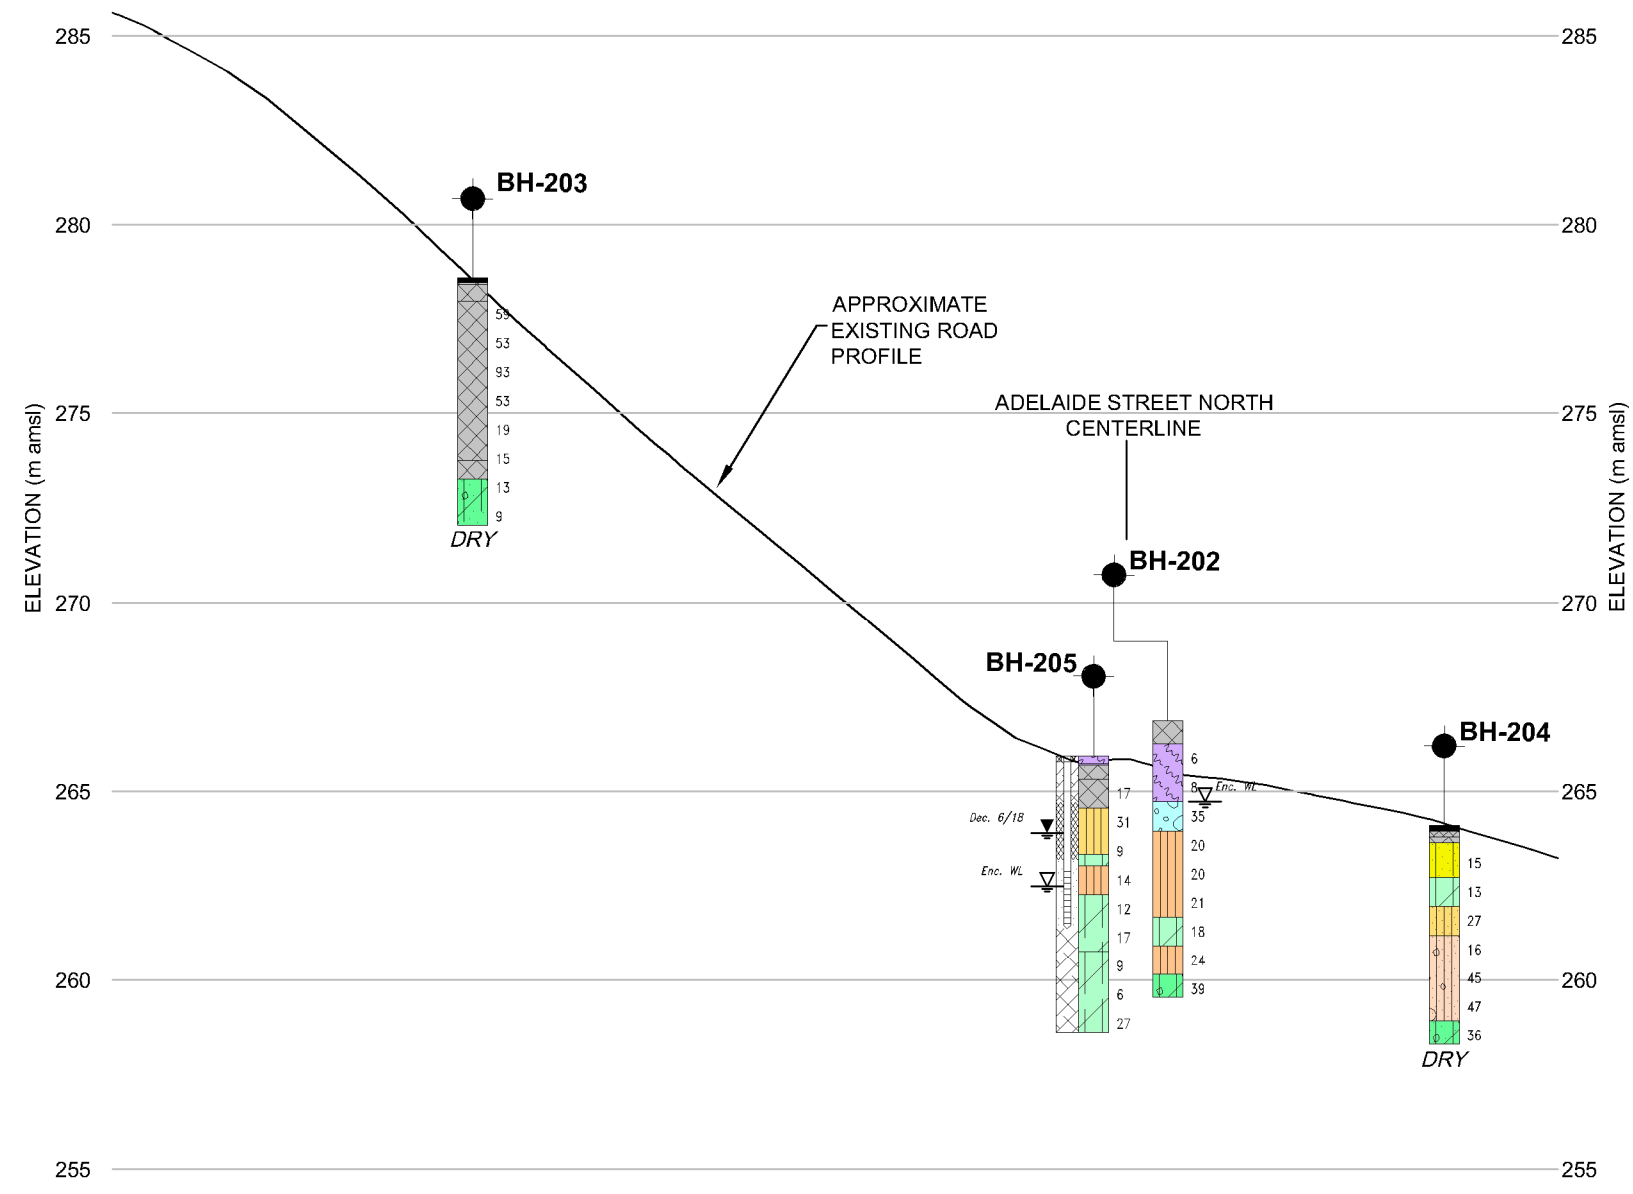 285 285
BH-203
280 280
APPROXIMATE
EXISTING ROAD
PROFILE
59
53
93
53
19
15
13
9
DRY
ADELAIDE STREET NORTH
CENTERLINE
275 275
ELEVATION (m amsl)
ELEVATION (m amsl)
BH-202
270 270
BH-205
BH-204
265 265
Dec. 6/18
Enc. WL
17
31
9
14
12
17
9
6
27
6
8 Enc. WL
35
20
20
21
18
24
39
15
13
27
16
45
47
36
DRY
260 260
255 255